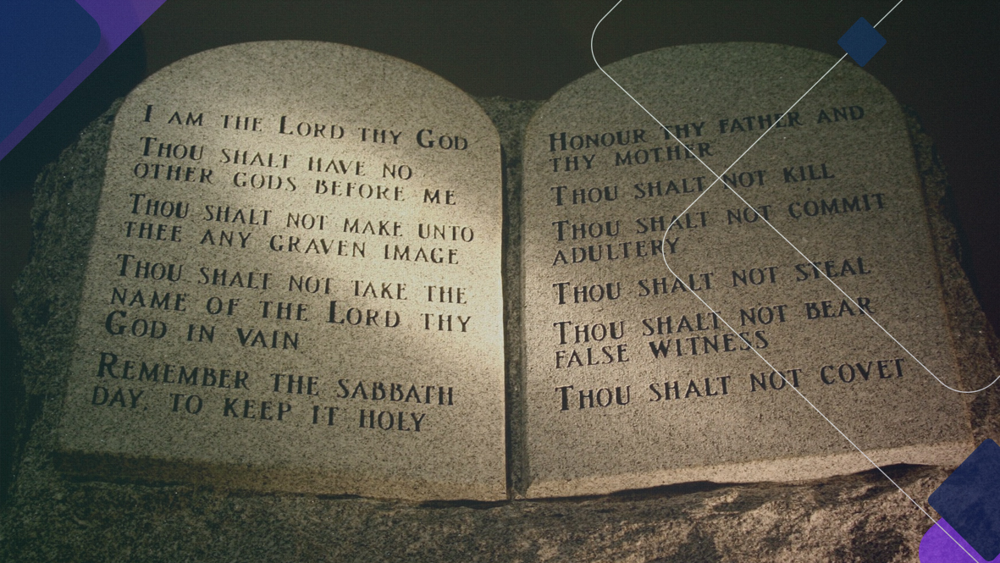 I AM THE LORD THY GOD
THOU SHALT HAVE NO
OTHER GODS BEFORE ME
THOU SHALT NOT MAKE UNTO
THEE ANY GRAVEN IMAGE
THOU SHALT NOT TAKE THE
NAME OF THE LORD THY
GOD IN VAIN
REMEMBER THE SABBATH
DAY, TO KEEP IT HOLY
HONOUR THY FATHER AND
THY MOTHER
THOU SHALT NOT KILL
THOU SHALT NOT COMMIT
ADULTERY
THOU SHALT NOT STEAL
THOU SHALT NOT BEAR
FALSE WITNESS
THOU SHALT NOT COVET